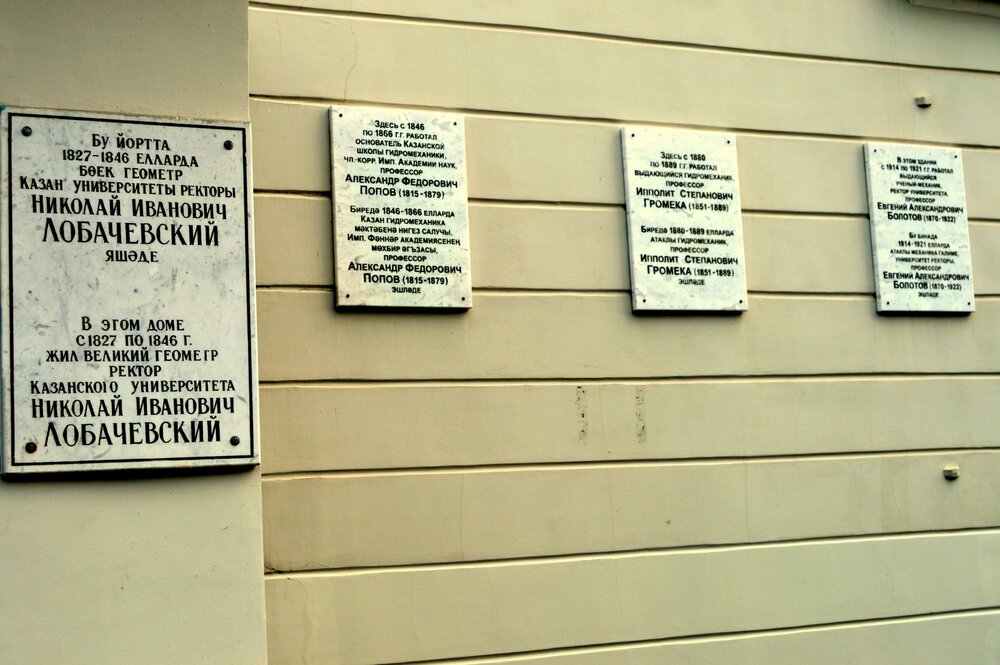 Бу йортта
1827-1846 елларда
бөек геометр
Казан университеты ректоры
Николай Иванович
Лобачевский
яшәде
В этом доме
с 1827 по 1846 г.
жил великий геометр
ректор
Казанского университета
Николай Иванович
Лобачевский
Здесь с 1846
по 1866 г.г. работал
основатель Казанской
школы гидромеханики,
чл.-корр. Имп. Академии наук,
профессор
Александр Федорович
Попов (1815-1879)
Биредә 1846-1866 елларда
Казан гидромеханика
мәктәбенә нигез салучы,
Имп. Фәннәр академиясенең
мөхбир әгъзасы,
профессор
Александр Федорович
Попов (1815-1879)
эшләде
Здесь с 1880
по 1889 г.г. работал
выдающийся гидромеханик,
профессор
Ипполит Степанович
Громека (1851-1889)
Биредә 1880-1889 елларда
атаклы гидромеханик,
профессор
Ипполит Степанович
Громека (1851-1889)
эшләде
В этом здании
с 1914 по 1921 г.г. работал
выдающийся
ученый-механик,
ректор университета,
профессор
Евгений Александрович
Болотов (1870-1922)
Бу бинада
1914-1921 елларда
атаклы механика галиме,
университет ректоры,
профессор
Евгений Александрович
Болотов (1870-1922)
эшләде